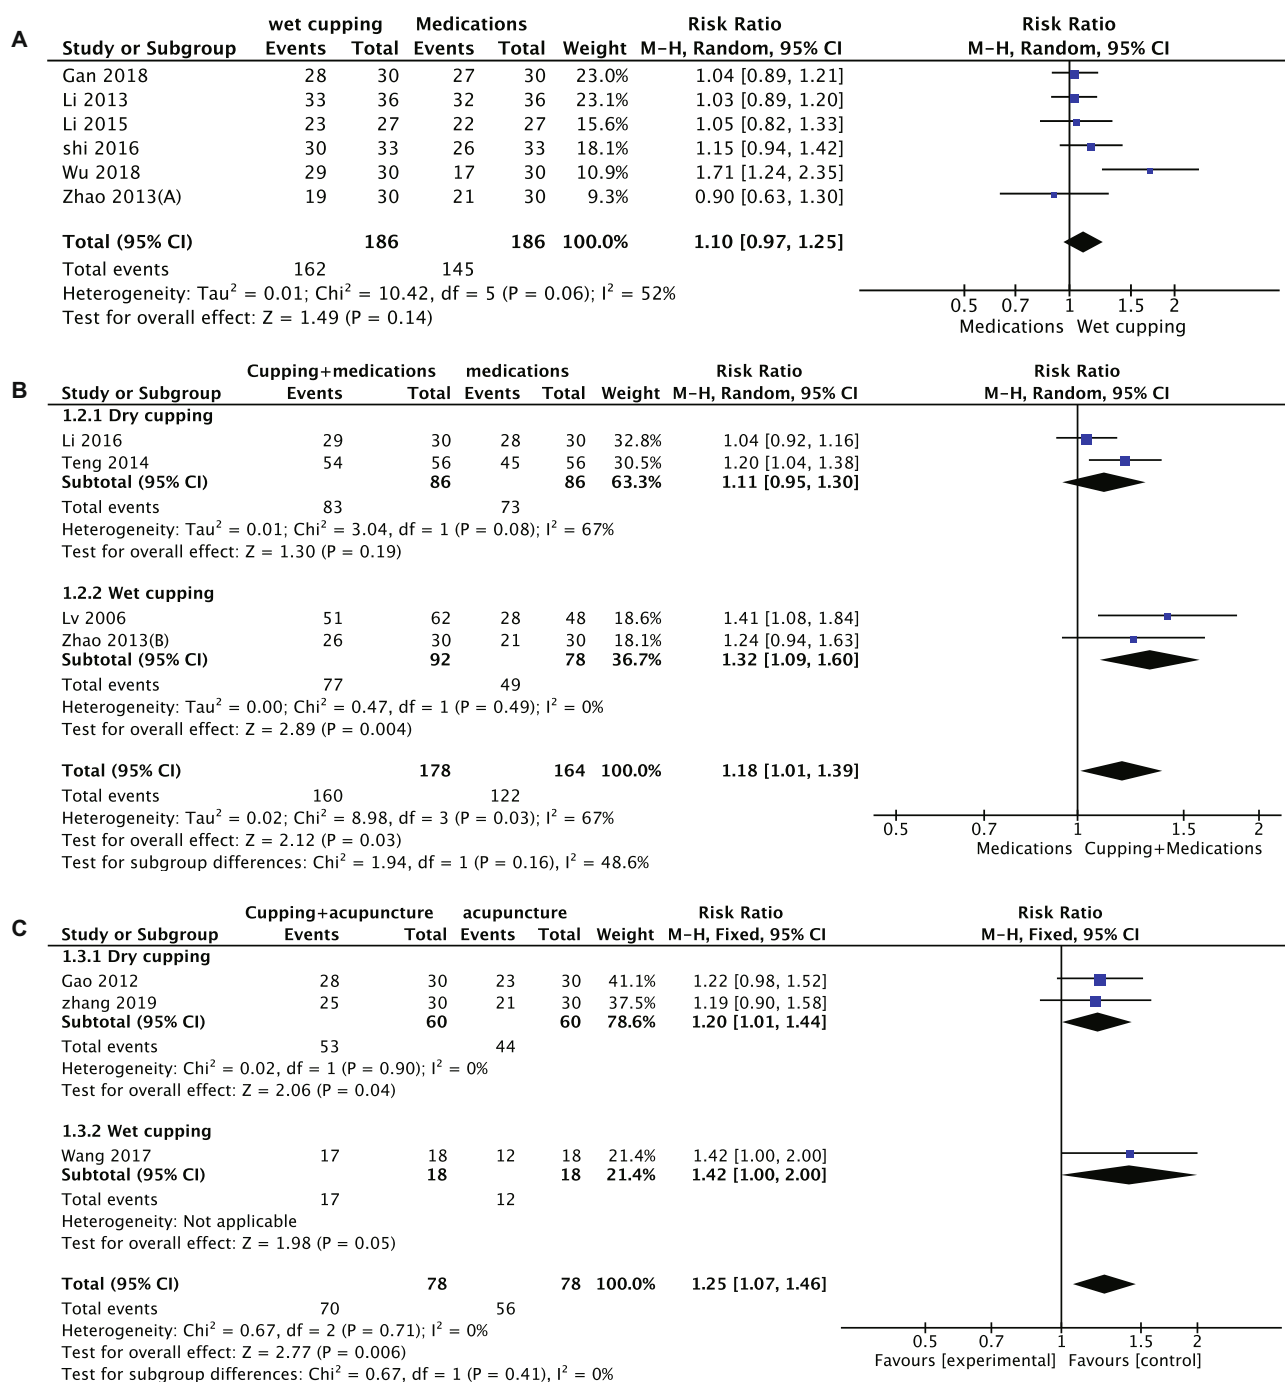 A
wet cupping Medications Risk Ratio Risk Ratio
Study or Subgroup Events Total Events Total Weight M-H, Random, 95% CI M-H, Random, 95% CI
Gan 2018 28 30 27 30 23.0% 1.04 [0.89, 1.21]
Li 2013 33 36 32 36 23.1% 1.03 [0.89, 1.20]
Li 2015 23 27 22 27 15.6% 1.05 [0.82, 1.33]
shi 2016 30 33 26 33 18.1% 1.15 [0.94, 1.42]
Wu 2018 29 30 17 30 10.9% 1.71 [1.24, 2.35]
Zhao 2013(A) 19 30 21 30 9.3% 0.90 [0.63, 1.30]
Total (95% CI) 186 186 100.0% 1.10 [0.97, 1.25]
Total events 162 145
Heterogeneity: Tau² = 0.01; Chi² = 10.42, df = 5 (P = 0.06); I² = 52%
Test for overall effect: Z = 1.49 (P = 0.14)
0.5 0.7 1 1.5 2
Medications Wet cupping
B
Cupping+medications medications Risk Ratio Risk Ratio
Study or Subgroup Events Total Events Total Weight M-H, Random, 95% CI M-H, Random, 95% CI
1.2.1 Dry cupping
Li 2016 29 30 28 30 32.8% 1.04 [0.92, 1.16]
Teng 2014 54 56 45 56 30.5% 1.20 [1.04, 1.38]
Subtotal (95% CI) 86 86 63.3% 1.11 [0.95, 1.30]
Total events 83 73
Heterogeneity: Tau² = 0.01; Chi² = 3.04, df = 1 (P = 0.08); I² = 67%
Test for overall effect: Z = 1.30 (P = 0.19)
1.2.2 Wet cupping
Lv 2006 51 62 28 48 18.6% 1.41 [1.08, 1.84]
Zhao 2013(B) 26 30 21 30 18.1% 1.24 [0.94, 1.63]
Subtotal (95% CI) 92 78 36.7% 1.32 [1.09, 1.60]
Total events 77 49
Heterogeneity: Tau² = 0.00; Chi² = 0.47, df = 1 (P = 0.49); I² = 0%
Test for overall effect: Z = 2.89 (P = 0.004)
Total (95% CI) 178 164 100.0% 1.18 [1.01, 1.39]
Total events 160 122
Heterogeneity: Tau² = 0.02; Chi² = 8.98, df = 3 (P = 0.03); I² = 67%
Test for overall effect: Z = 2.12 (P = 0.03)
Test for subgroup differences: Chi² = 1.94, df = 1 (P = 0.16), I² = 48.6%
0.5 0.7 1 1.5 2
Medications Cupping+Medications
C
Cupping+acupuncture acupuncture Risk Ratio Risk Ratio
Study or Subgroup Events Total Events Total Weight M-H, Fixed, 95% CI M-H, Fixed, 95% CI
1.3.1 Dry cupping
Gao 2012 28 30 23 30 41.1% 1.22 [0.98, 1.52]
zhang 2019 25 30 21 30 37.5% 1.19 [0.90, 1.58]
Subtotal (95% CI) 60 60 78.6% 1.20 [1.01, 1.44]
Total events 53 44
Heterogeneity: Chi² = 0.02, df = 1 (P = 0.90); I² = 0%
Test for overall effect: Z = 2.06 (P = 0.04)
1.3.2 Wet cupping
Wang 2017 17 18 12 18 21.4% 1.42 [1.00, 2.00]
Subtotal (95% CI) 18 18 21.4% 1.42 [1.00, 2.00]
Total events 17 12
Heterogeneity: Not applicable
Test for overall effect: Z = 1.98 (P = 0.05)
Total (95% CI) 78 78 100.0% 1.25 [1.07, 1.46]
Total events 70 56
Heterogeneity: Chi² = 0.67, df = 2 (P = 0.71); I² = 0%
Test for overall effect: Z = 2.77 (P = 0.006)
Test for subgroup differences: Chi² = 0.67, df = 1 (P = 0.41), I² = 0%
0.5 0.7 1 1.5 2
Favours [experimental] Favours [control]